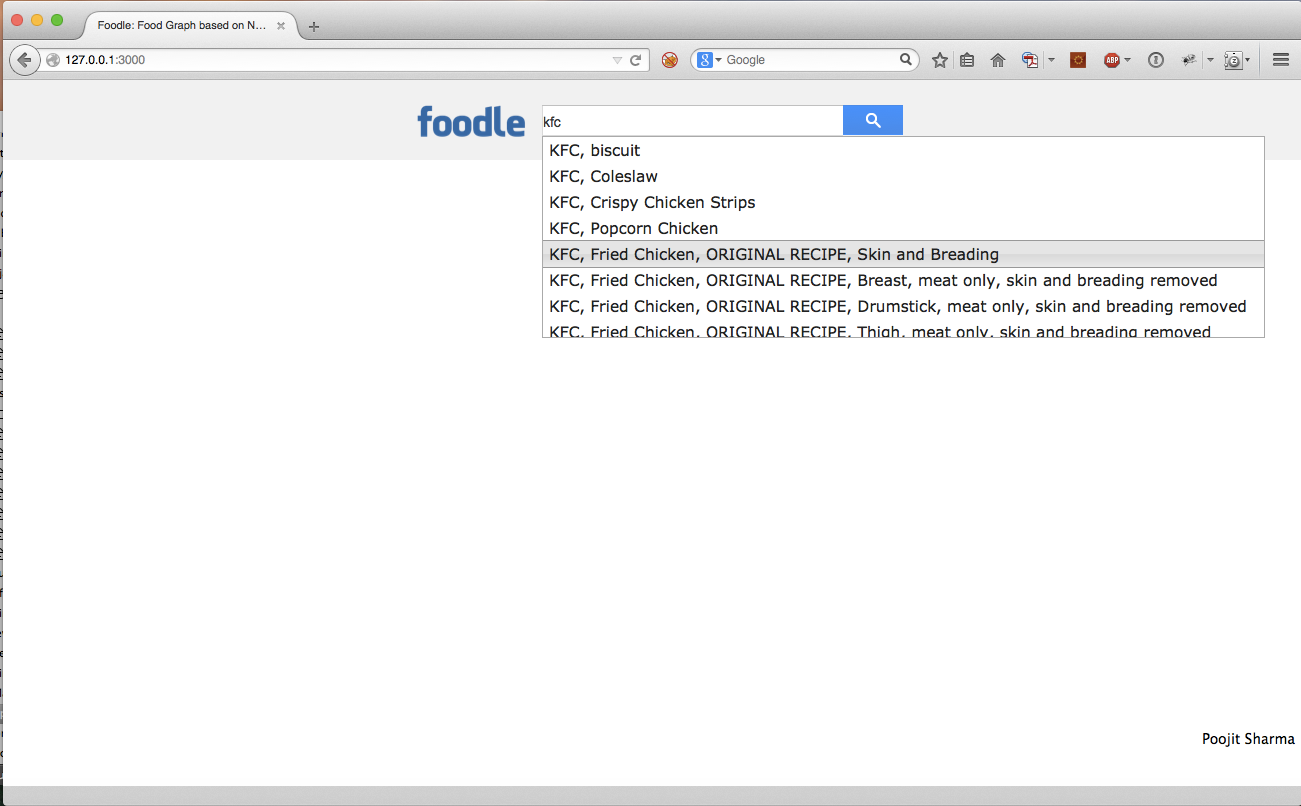 Foodle: Food Graph based on N...
127.0.0.1:3000
8
Google
ABP
foodle
kfc
KFC, biscuit
KFC, Coleslaw
KFC, Crispy Chicken Strips
KFC, Popcorn Chicken
KFC, Fried Chicken, ORIGINAL RECIPE, Skin and Breading
KFC, Fried Chicken, ORIGINAL RECIPE, Breast, meat only, skin and breading removed
KFC, Fried Chicken, ORIGINAL RECIPE, Drumstick, meat only, skin and breading removed
KFC, Fried Chicken, ORIGINAL RECIPE, Thigh, meat only, skin and breading removed
Poojit Sharma